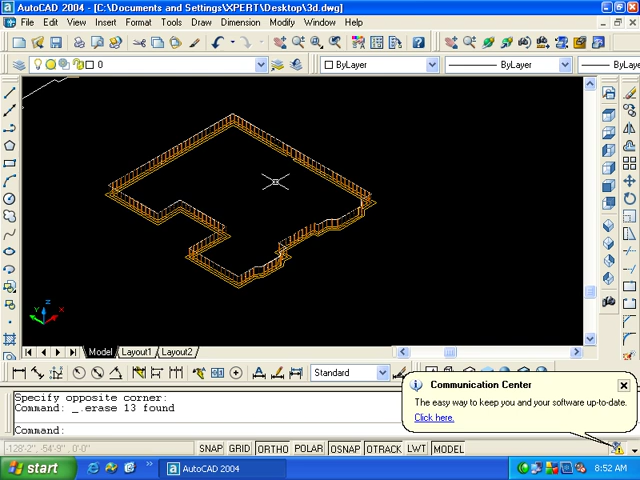 AutoCAD 2004 - [C:\Documents and Settings\XPERT\Desktop\3d.dwg]
File Edit View Insert Format Tools Draw Dimension Modify Window Help
0 ByLayer ByLayer ByLayer
Z
Y X
Model Layout1 Layout2
Standard
Specify opposite corner:
Command: _.erase 13 found
Command:
Communication Center
The easy way to keep you and your software up-to-date.
Click here.
-128'-2", -54'-9", 0'-0" SNAP GRID ORTHO POLAR OSNAP OTRACK LWT MODEL
start AutoCAD 2004 8:52 AM